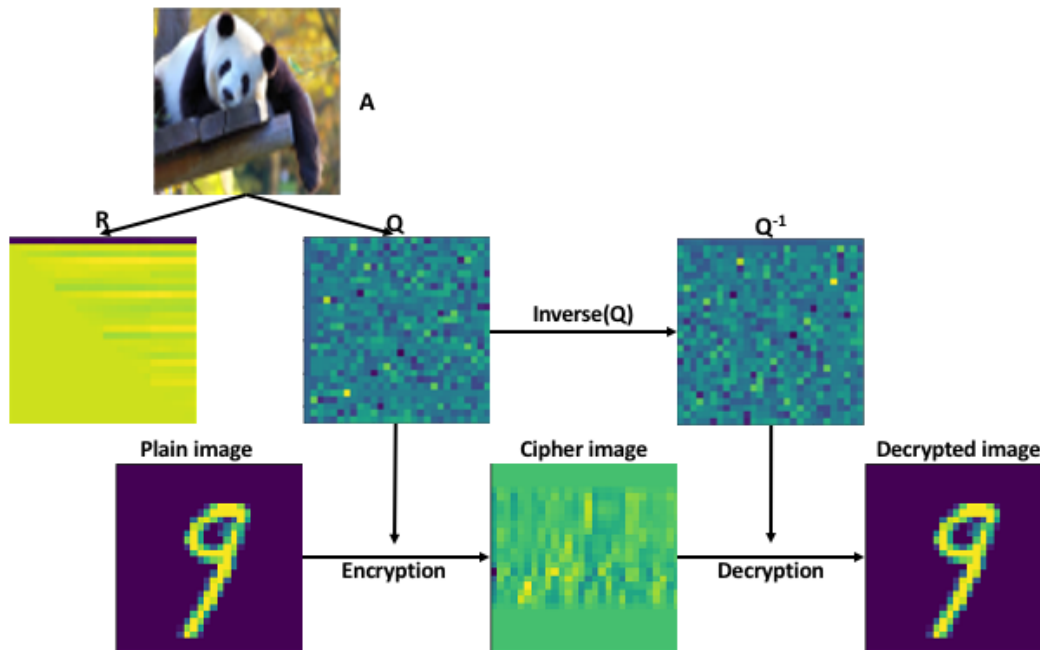 A
R
Q
Q⁻¹
Inverse(Q)
Plain image
Cipher image
Decrypted image
Encryption
Decryption